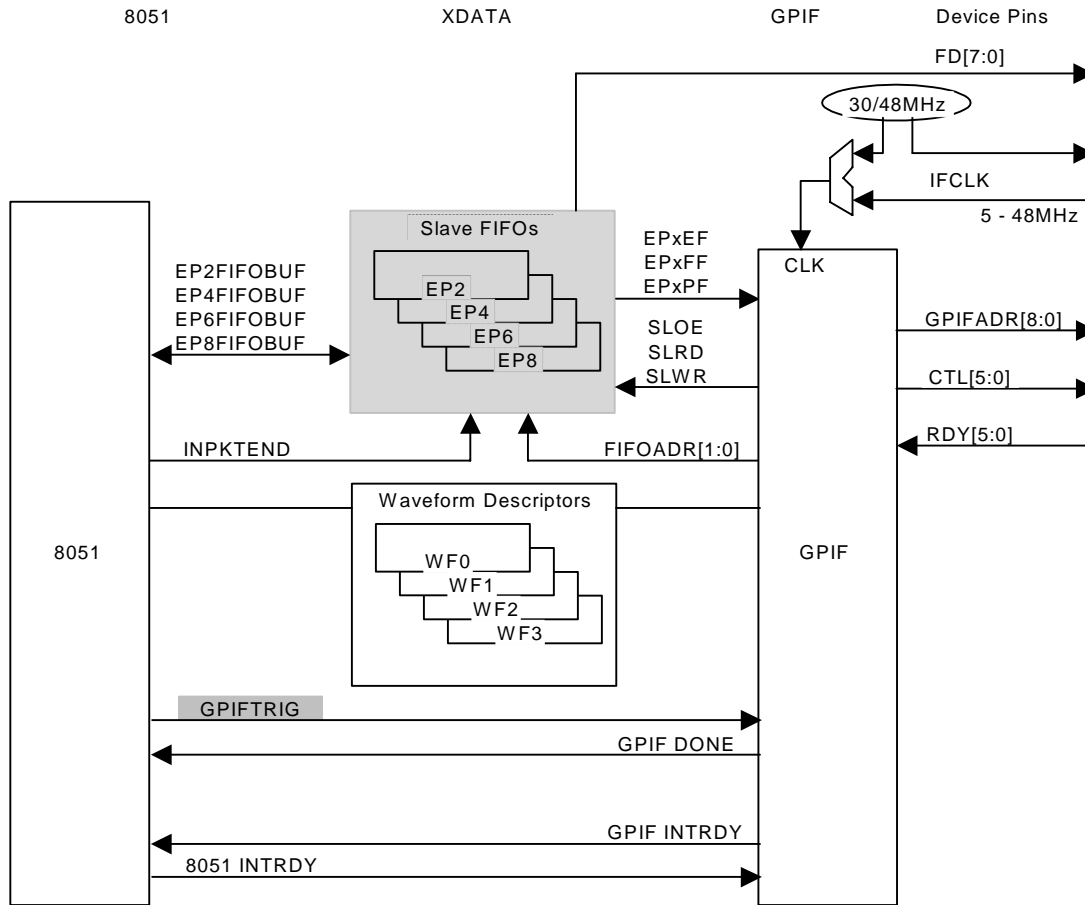 8051
XDATA
GPIF
Device Pins
FD[7:0]
30/48MHz
IFCLK
5 - 48MHz
Slave FIFOs
EP2
EP4
EP6
EP8
EP2FIFOBUF
EP4FIFOBUF
EP6FIFOBUF
EP8FIFOBUF
EPxEF
EPxFF
EPxPF
SLOE
SLRD
SLWR
CLK
GPIFADR[8:0]
CTL[5:0]
RDY[5:0]
INPKTEND
FIFOADR[1:0]
Waveform Descriptors
WF0
WF1
WF2
WF3
8051
GPIF
GPIFTRIG
GPIF DONE
GPIF INTRDY
8051 INTRDY